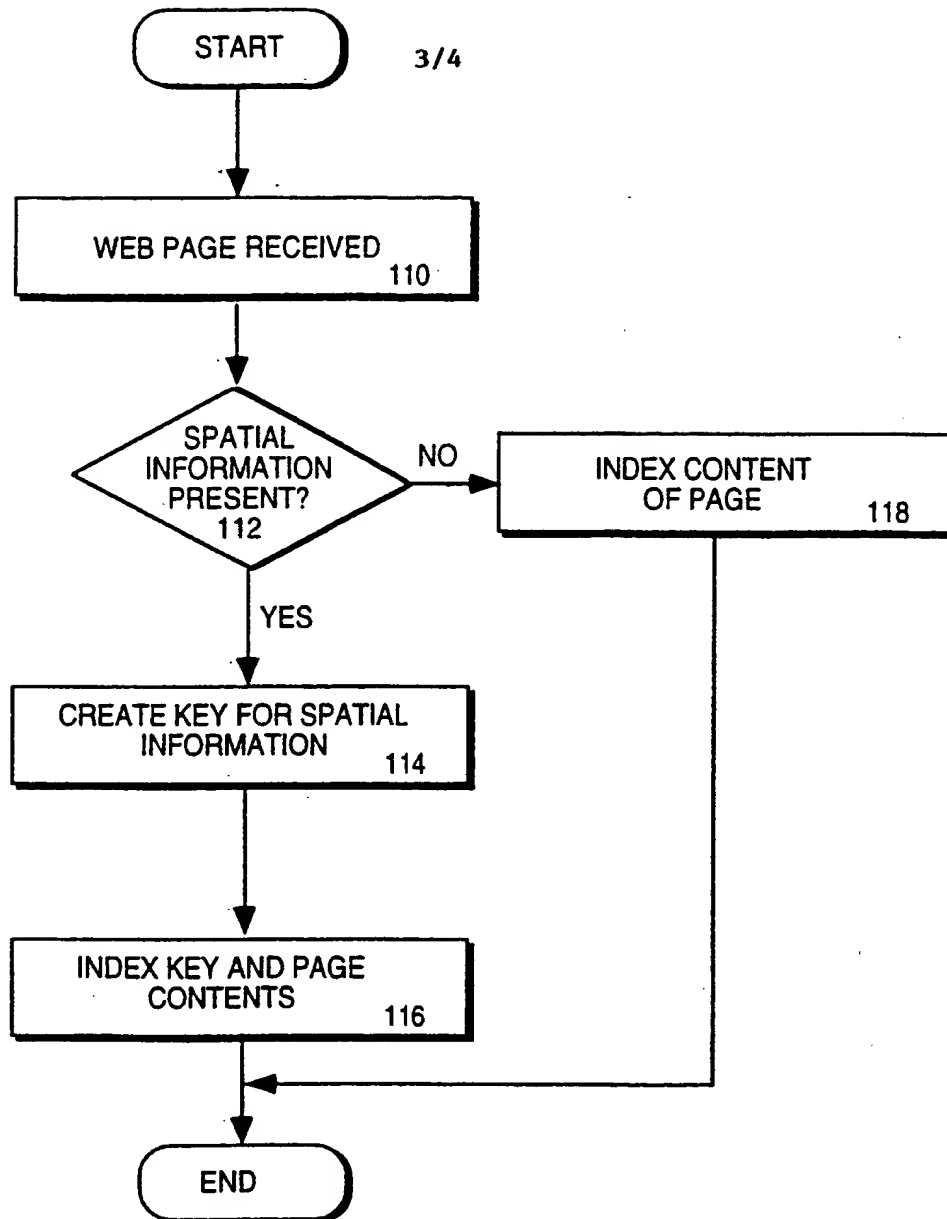 START
3/4
WEB PAGE RECEIVED
110
SPATIAL
INFORMATION
PRESENT?
112
NO
INDEX CONTENT
OF PAGE
118
YES
CREATE KEY FOR SPATIAL
INFORMATION
114
INDEX KEY AND PAGE
CONTENTS
116
END